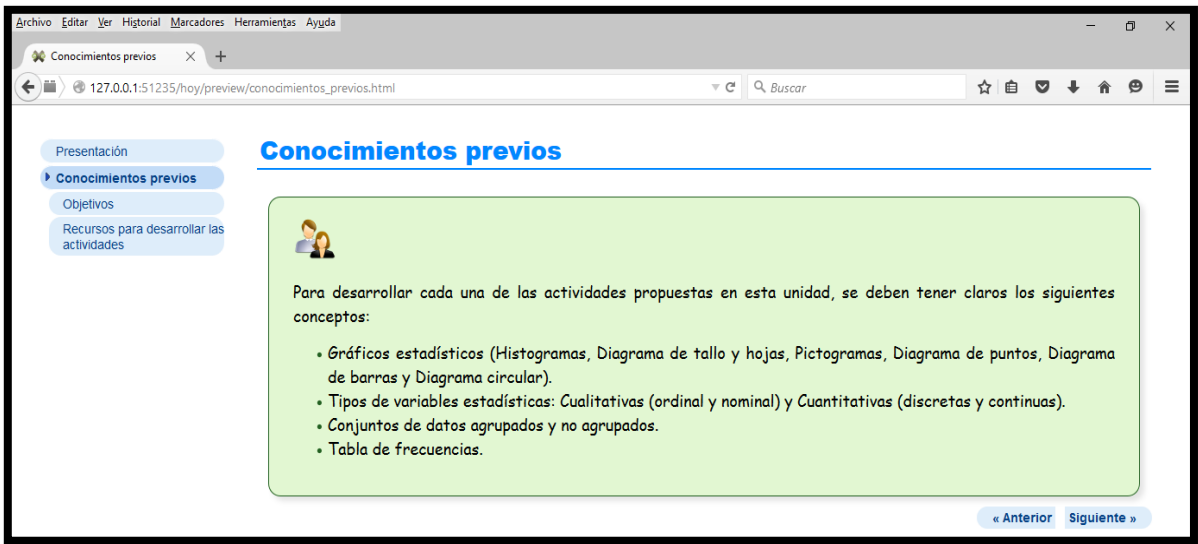 Archivo Editar Ver Historial Marcadores Herramientas Ayuda
Conocimientos previos
127.0.0.1:51235/hoy/preview/conocimientos_previos.html
Buscar
Presentación
Conocimientos previos
Objetivos
Recursos para desarrollar las
actividades
Conocimientos previos
Para desarrollar cada una de las actividades propuestas en esta unidad, se deben tener claros los siguientes
conceptos:
• Gráficos estadísticos (Histogramas, Diagrama de tallo y hojas, Pictogramas, Diagrama de puntos, Diagrama
de barras y Diagrama circular).
• Tipos de variables estadísticas: Cualitativas (ordinal y nominal) y Cuantitativas (discretas y continuas).
• Conjuntos de datos agrupados y no agrupados.
• Tabla de frecuencias.
« Anterior Siguiente »